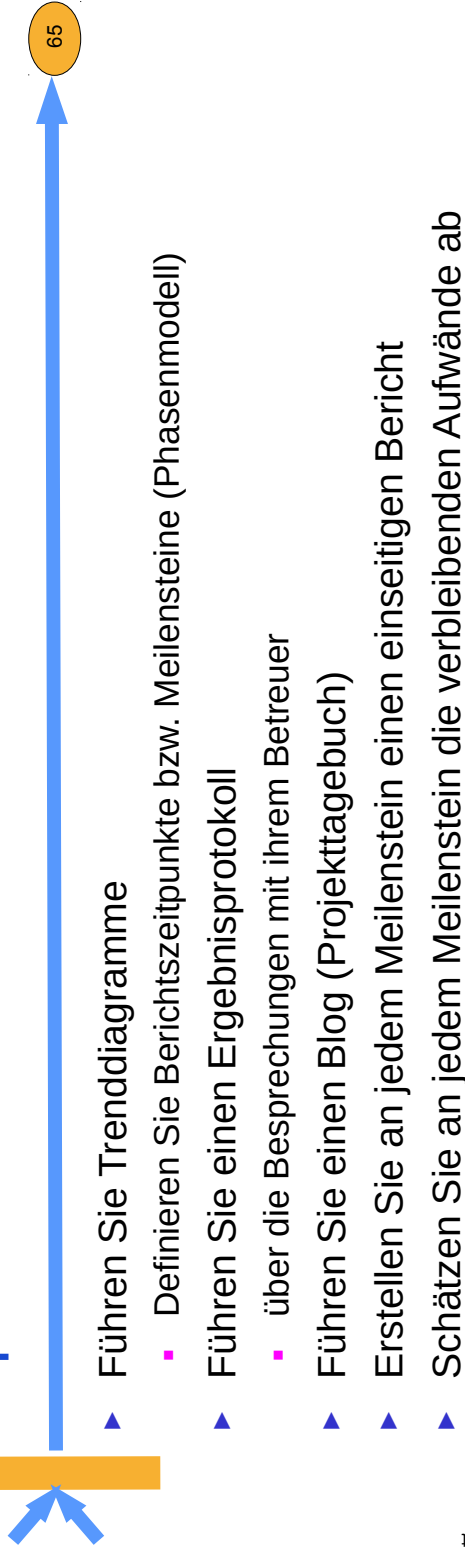 65
Führen Sie Trenddiagramme
Definieren Sie Berichtszeitpunkte bzw. Meilensteine (Phasenmodell)
Führen Sie einen Ergebnisprotokoll
über die Besprechungen mit ihrem Betreuer
Führen Sie einen Blog (Projekttagebuch)
Erstellen Sie an jedem Meilenstein einen einseitigen Bericht
Schätzen Sie an jedem Meilenstein die verbleibenden Aufwände ab